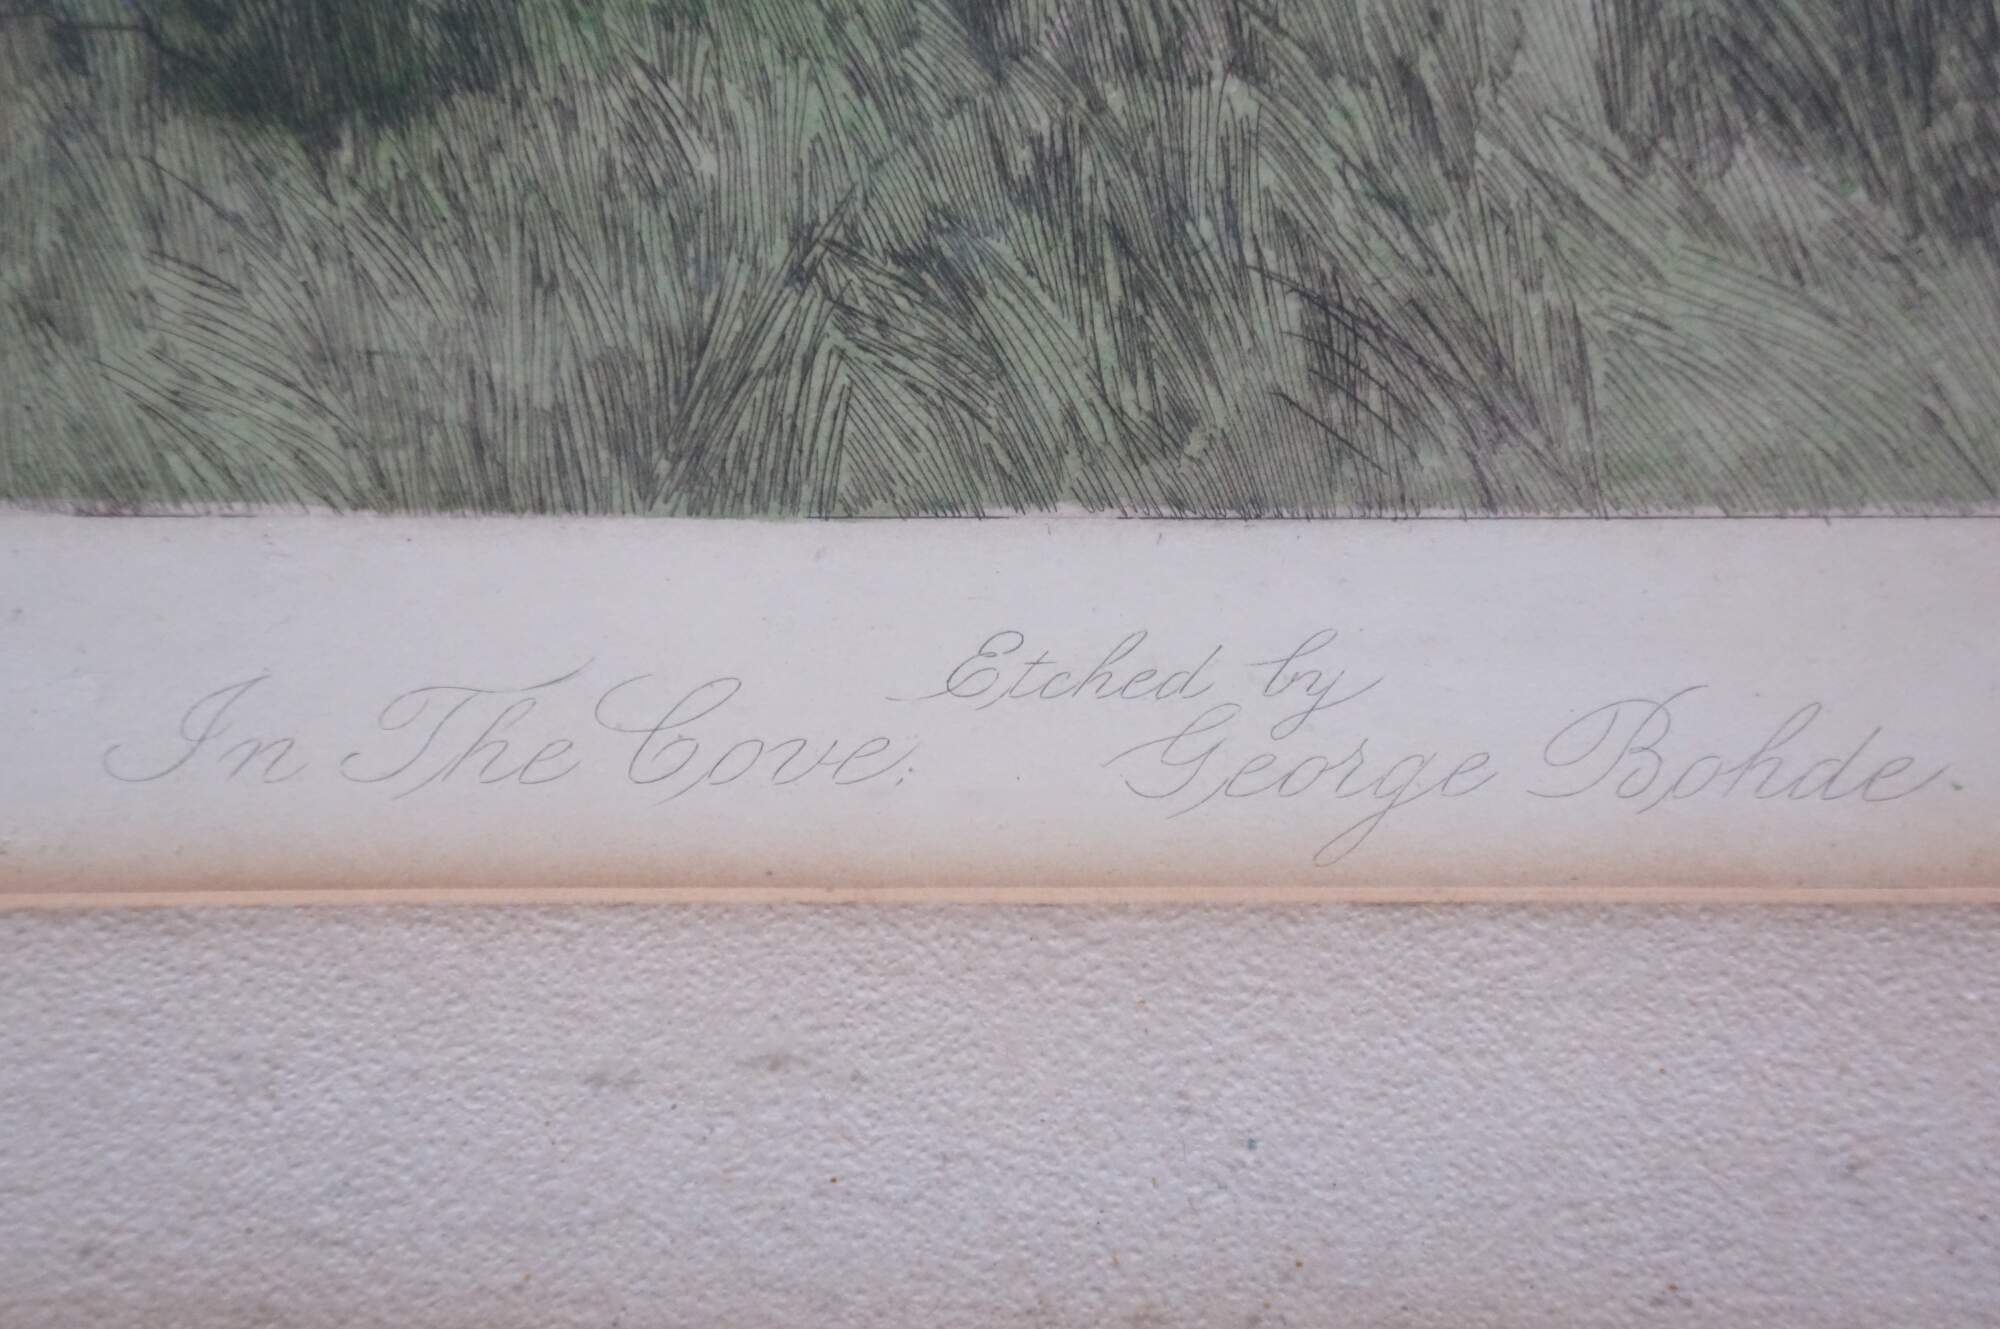 In The Cove. Etched by
George Bohde.